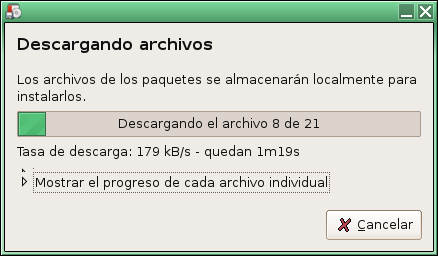 Descargando archivos
Los archivos de los paquetes se almacenarán localmente para
instalarlos.
Descargando el archivo 8 de 21
Tasa de descarga: 179 kB/s - quedan 1m19s
Mostrar el progreso de cada archivo individual
Cancelar